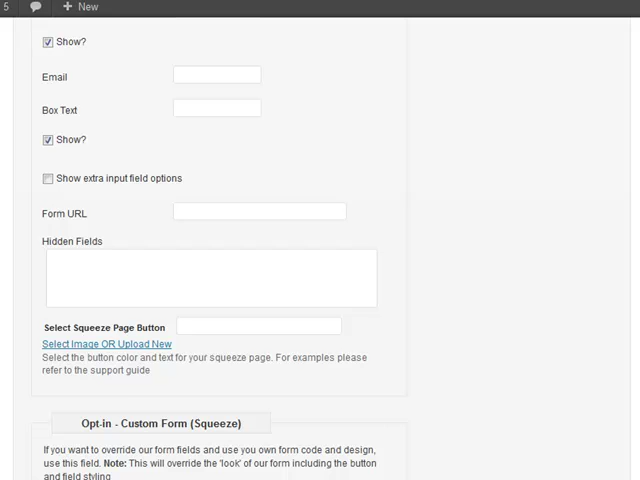 5 New
Show?
Email
Box Text
Show?
Show extra input field options
Form URL
Hidden Fields
Select Squeeze Page Button
Select Image OR Upload New
Select the button color and text for your squeeze page. For examples please
refer to the support guide
Opt-in - Custom Form (Squeeze)
If you want to override our form fields and use you own form code and design,
use this field. Note: This will override the 'look' of our form including the button
and field styling